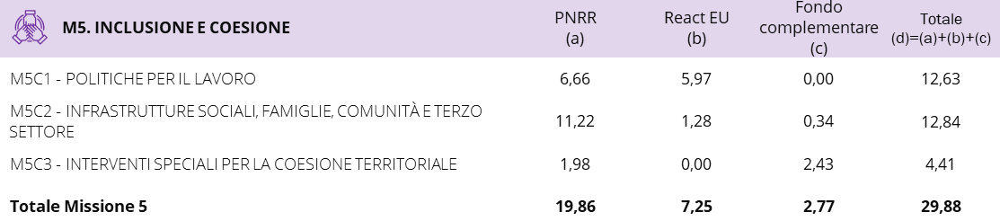 M5. INCLUSIONE E COESIONE PNRR (a) React EU (b) Fondo complementare (c) Totale (d)=(a)+(b)+(c)
M5C1 - POLITICHE PER IL LAVORO 6,66 5,97 0,00 12,63
M5C2 - INFRASTRUTTURE SOCIALI, FAMIGLIE, COMUNITÀ E TERZO
SETTORE 11,22 1,28 0,34 12,84
M5C3 - INTERVENTI SPECIALI PER LA COESIONE TERRITORIALE 1,98 0,00 2,43 4,41
Totale Missione 5 19,86 7,25 2,77 29,88